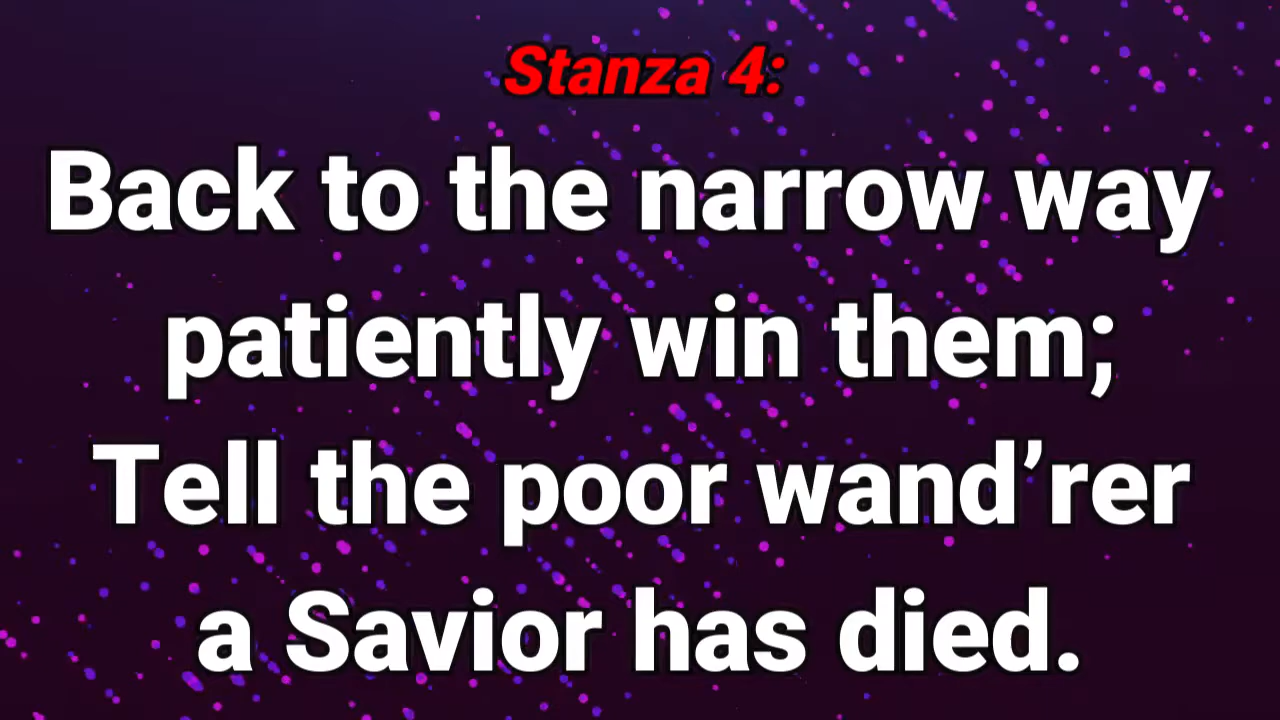 Stanza 4:
Back to the narrow way
patiently win them;
Tell the poor wand’rer
a Savior has died.